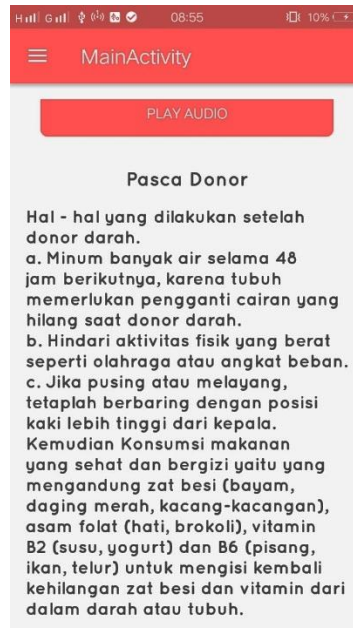 H G 08:55 10%
MainActivity
PLAY AUDIO
Pasca Donor
Hal - hal yang dilakukan setelah
donor darah.
a. Minum banyak air selama 48
jam berikutnya, karena tubuh
memerlukan pengganti cairan yang
hilang saat donor darah.
b. Hindari aktivitas fisik yang berat
seperti olahraga atau angkat beban.
c. Jika pusing atau melayang,
tetaplah berbaring dengan posisi
kaki lebih tinggi dari kepala.
Kemudian Konsumsi makanan
yang sehat dan bergizi yaitu yang
mengandung zat besi (bayam,
daging merah, kacang-kacangan),
asam folat (hati, brokoli), vitamin
B2 (susu, yogurt) dan B6 (pisang,
ikan, telur) untuk mengisi kembali
kehilangan zat besi dan vitamin dari
dalam darah atau tubuh.